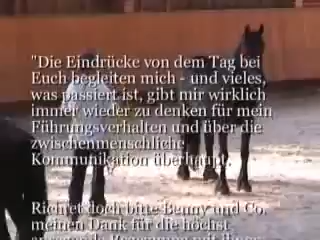 "Die Eindrücke von dem Tag bei
Euch begleiten mich - und vieles,
was passiert ist, gibt mir wirklich
immer wieder zu denken für mein
Führungsverhalten und über die
zwischenmenschliche
Kommunikation überhaupt.
Richtet doch bitte Benny und Co.
meinen Dank für die höchst